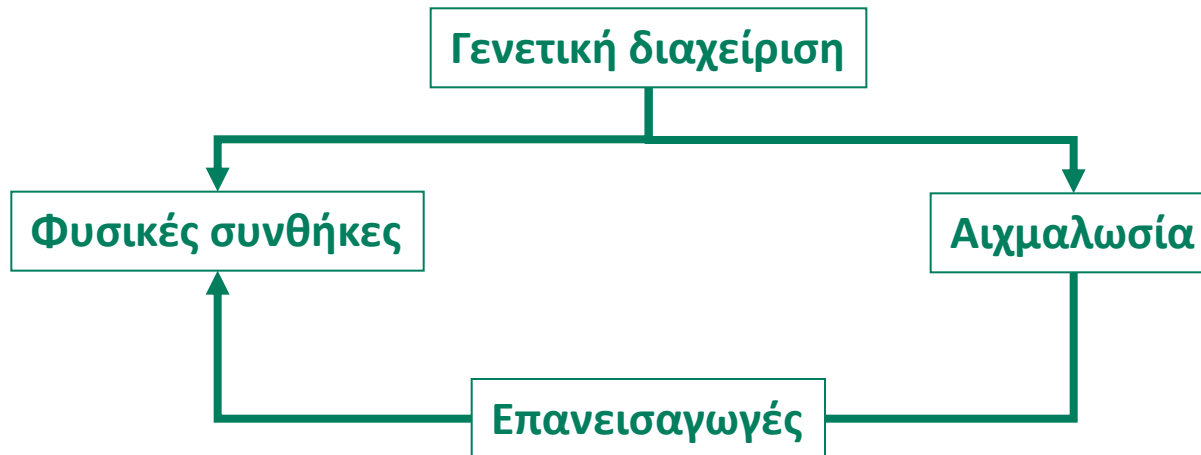 Γενετική διαχείριση
Φυσικές συνθήκες
Αιχμαλωσία
Επανεισαγωγές